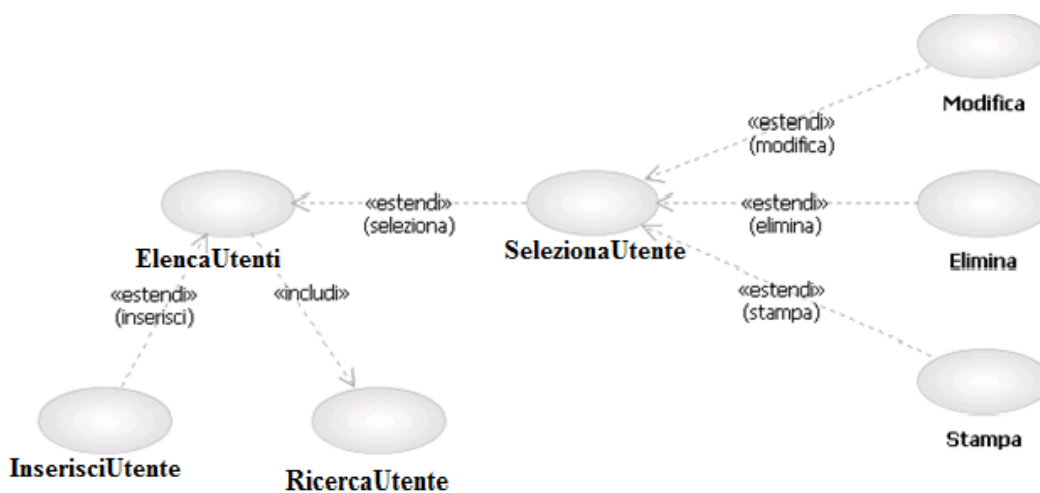 Modifica
«estendi»
(modifica)
«estendi»
(seleziona)
«estendi»
(elimina)
ElencaUtenti
SelezionaUtente
Elimina
«estendi»
(inserisci)
«includi»
«estendi»
(stampa)
Stampa
InserisciUtente
RicercaUtente